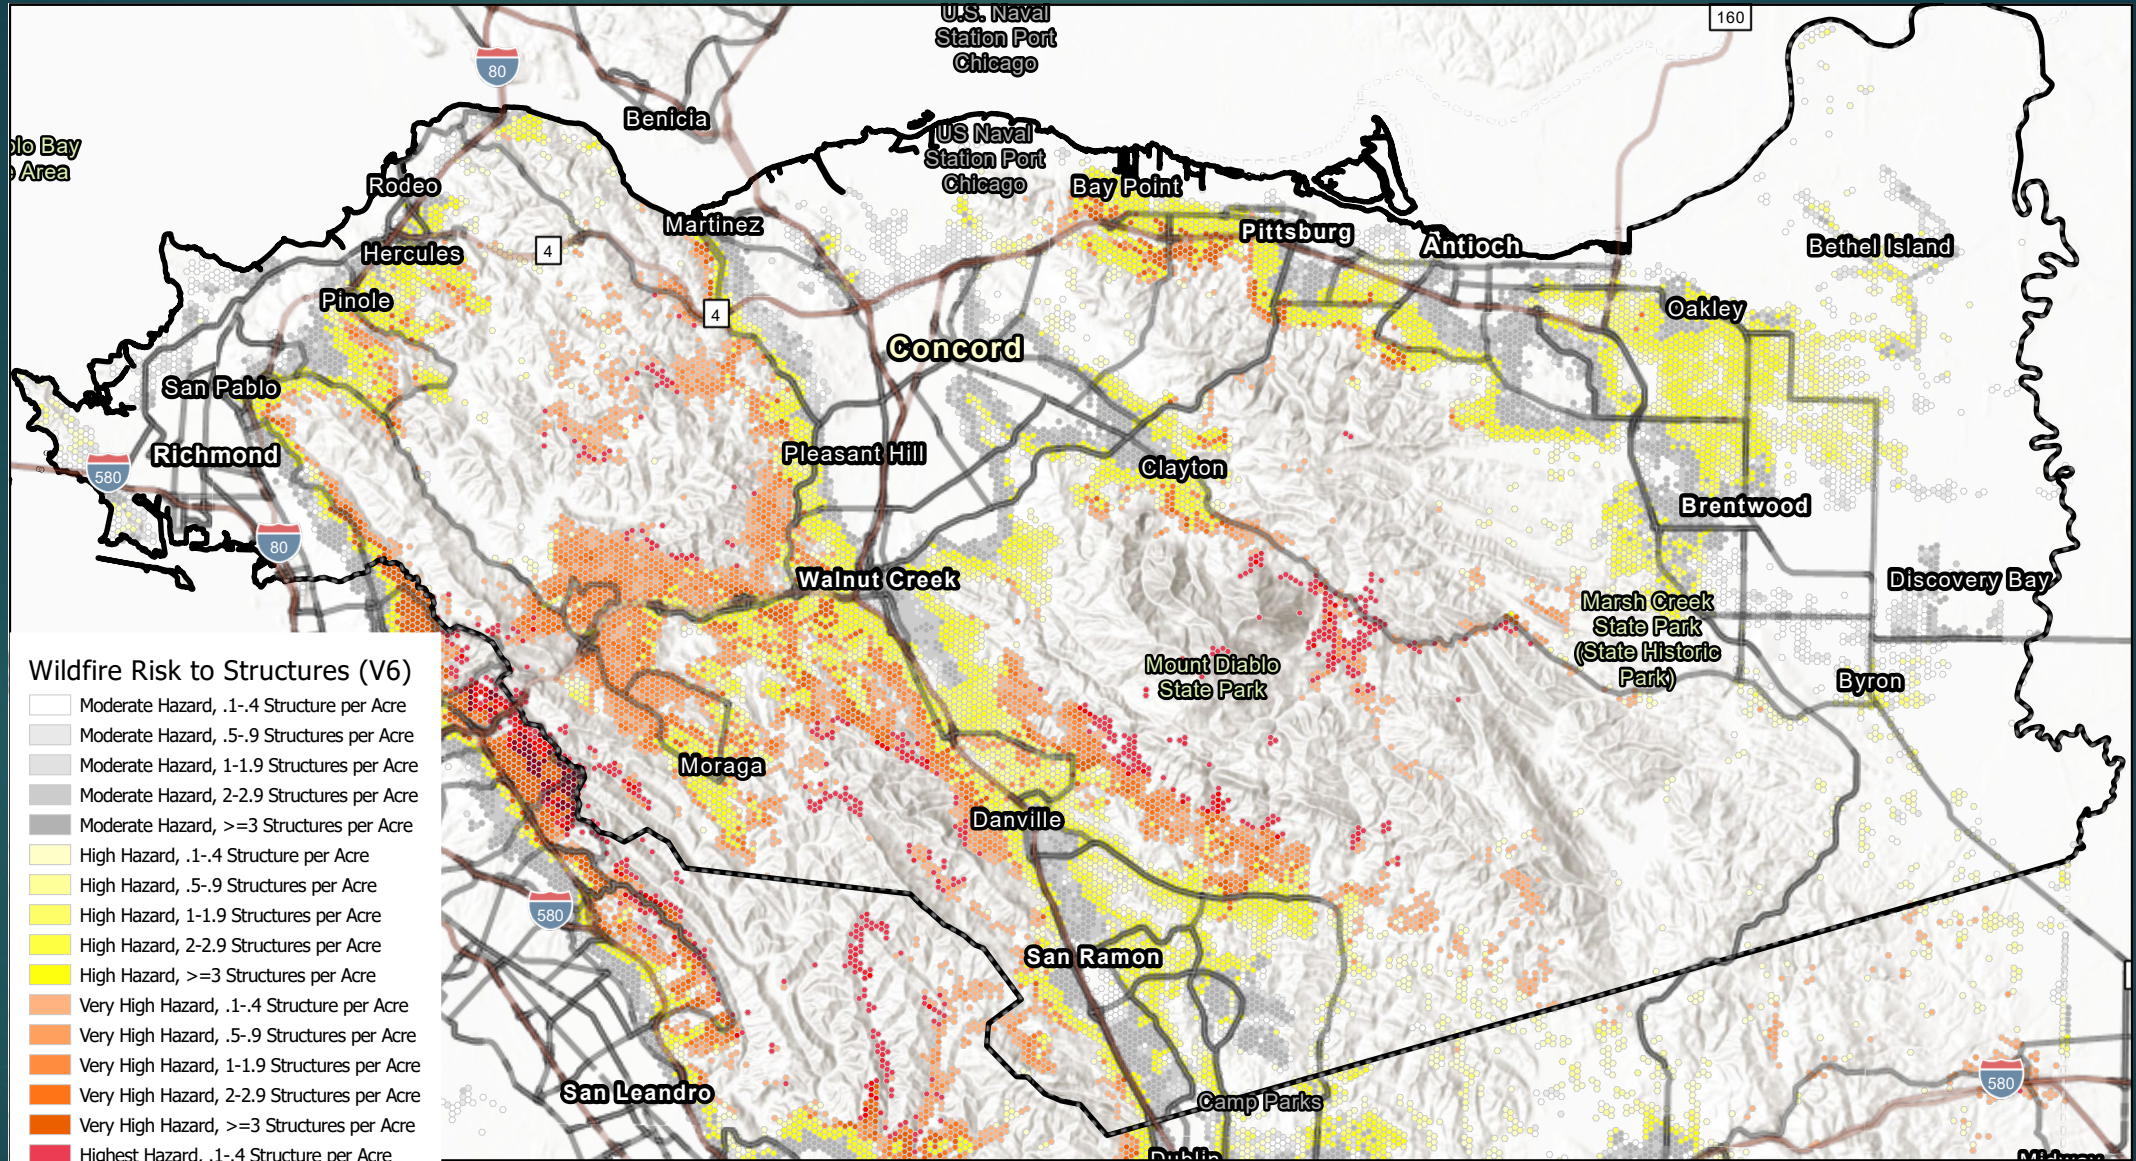 U.S. Naval
Station Port
Chicago
160
80
Benicia
US Naval
Station Port
Chicago
Bay Point
olo Bay
Area
Rodeo
Martinez
Hercules
4
Pittsburg
Antioch
Bethel Island
Pinole
4
Oakley
Concord
San Pablo
Richmond
Pleasant Hill
Clayton
580
Brentwood
80
Walnut Creek
Discovery Bay
Marsh Creek
State Park
(State Historic
Park)
Mount Diablo
State Park
Byron
Moraga
Danville
580
San Ramon
San Leandro
Camp Parks
580
Dublin
Midway
Wildfire Risk to Structures (V6)
Moderate Hazard, .1-.4 Structure per Acre
Moderate Hazard, .5-.9 Structures per Acre
Moderate Hazard, 1-1.9 Structures per Acre
Moderate Hazard, 2-2.9 Structures per Acre
Moderate Hazard, >=3 Structures per Acre
High Hazard, .1-.4 Structure per Acre
High Hazard, .5-.9 Structures per Acre
High Hazard, 1-1.9 Structures per Acre
High Hazard, 2-2.9 Structures per Acre
High Hazard, >=3 Structures per Acre
Very High Hazard, .1-.4 Structure per Acre
Very High Hazard, .5-.9 Structures per Acre
Very High Hazard, 1-1.9 Structures per Acre
Very High Hazard, 2-2.9 Structures per Acre
Very High Hazard, >=3 Structures per Acre
Highest Hazard, .1-.4 Structure per Acre